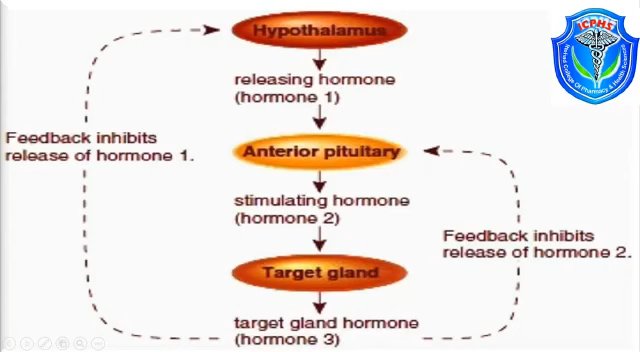 Hypothalamus
ICPHS
releasing hormone
(hormone 1)
Feedback inhibits
release of hormone 1.
Anterior pituitary
stimulating hormone
(hormone 2)
Feedback inhibits
release of hormone 2.
Target gland
target gland hormone
(hormone 3)